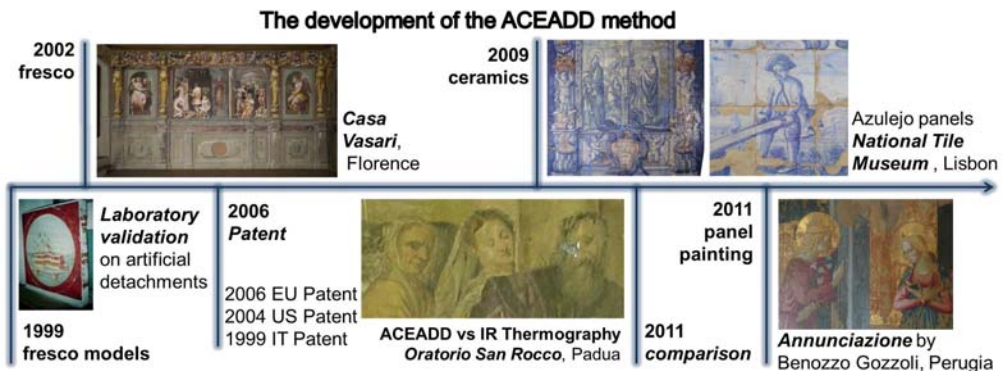 The development of the ACEADD method
2002
fresco
Casa
Vasari,
Florence
2009
ceramics
Azulejo panels
National Tile
Museum , Lisbon
Laboratory
validation
on artificial
detachments
1999
fresco models
2006
Patent
2006 EU Patent
2004 US Patent
1999 IT Patent
ACEADD vs IR Thermography
Oratorio San Rocco, Padua
2011
comparison
2011
panel
painting
Annunciazione by
Benozzo Gozzoli, Perugia